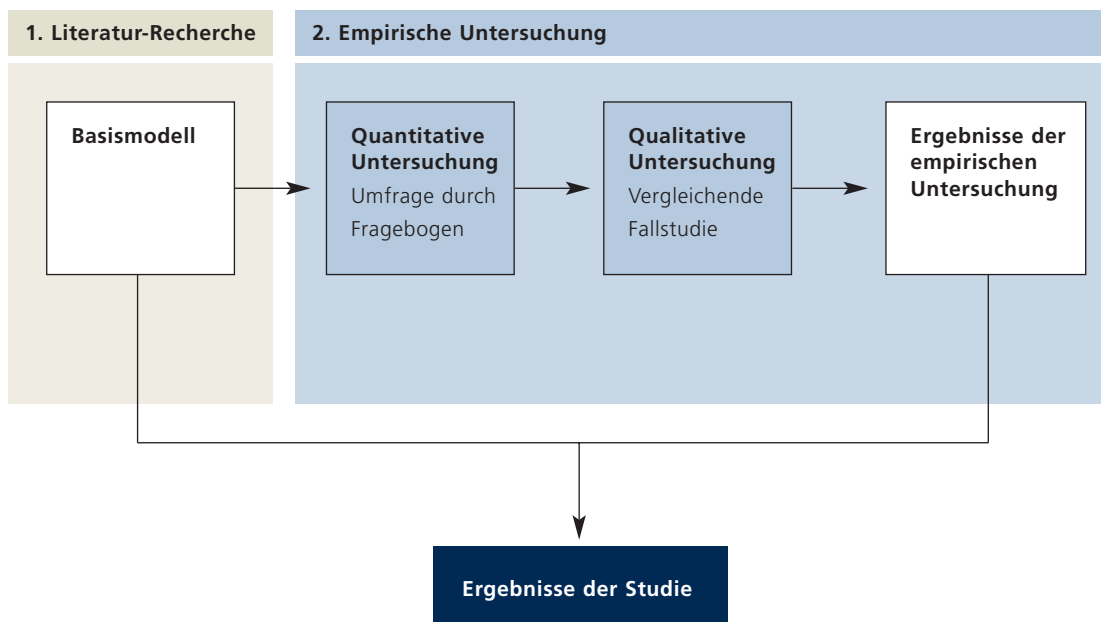 1. Literatur-Recherche
2. Empirische Untersuchung
Basismodell
Quantitative
Untersuchung
Umfrage durch
Fragebogen
Qualitative
Untersuchung
Vergleichende
Fallstudie
Ergebnisse der
empirischen
Untersuchung
Ergebnisse der Studie